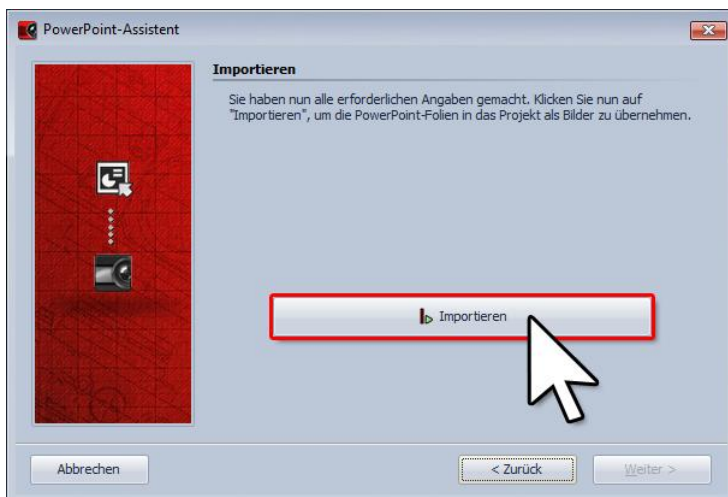 PowerPoint-Assistent
Importieren
Sie haben nun alle erforderlichen Angaben gemacht. Klicken Sie nun auf
"Importieren", um die PowerPoint-Folien in das Projekt als Bilder zu übernehmen.
Importieren
Abbrechen
< Zurück
Weiter >